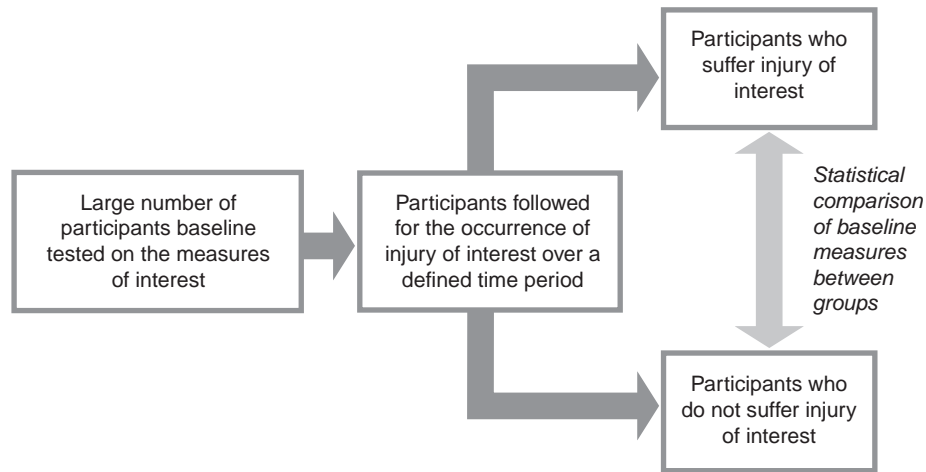 Large number of
participants baseline
tested on the measures
of interest
Participants followed
for the occurrence of
injury of interest over a
defined time period
Participants who
suffer injury of
interest
Statistical
comparison
of baseline
measures
between
groups
Participants who
do not suffer injury
of interest